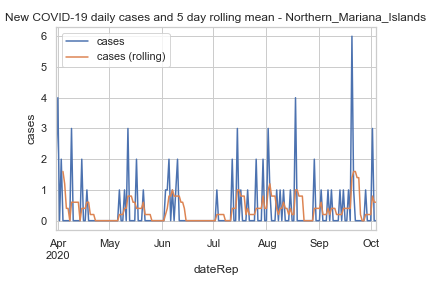 New COVID-19 daily cases and 5 day rolling mean - Northern_Mariana_Islands
cases
cases (rolling)
6
5
4
3
2
1
0
cases
Apr May Jun Jul Aug Sep Oct
2020
dateRep